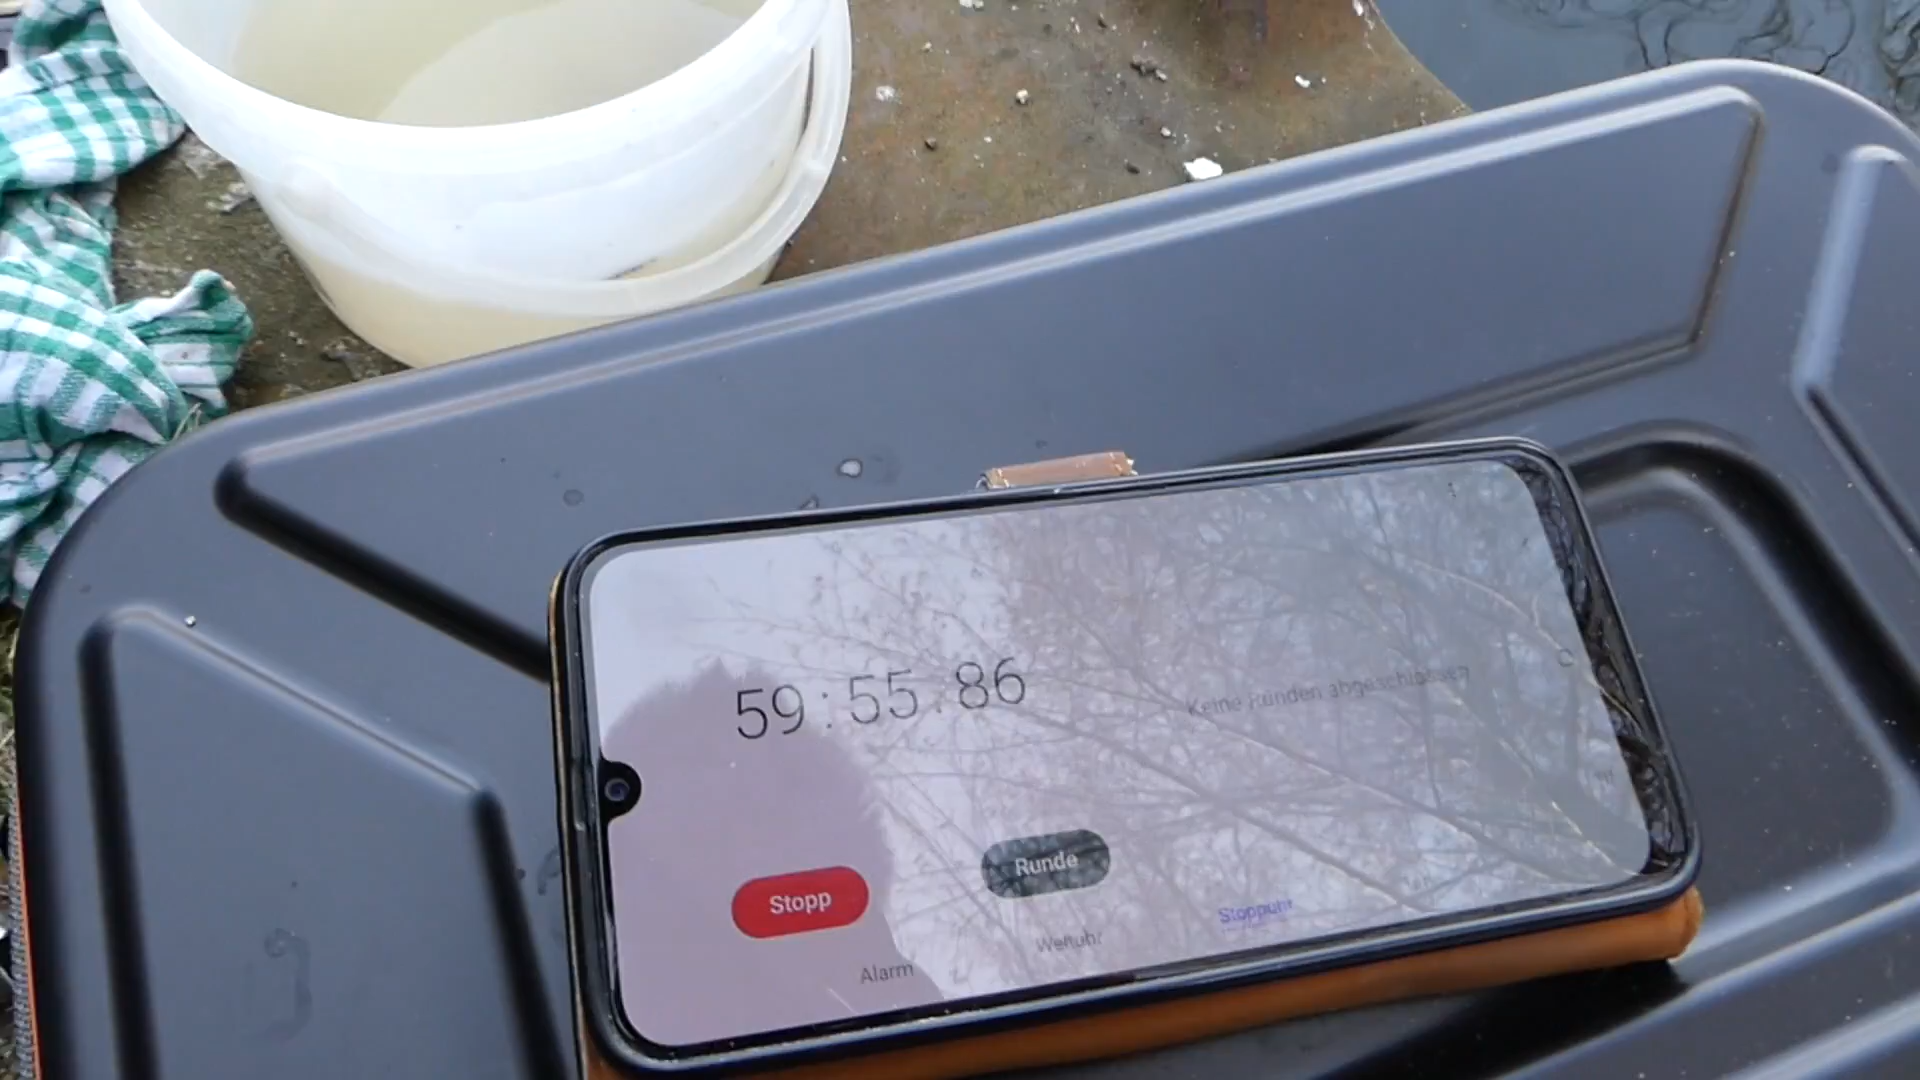 59:55.86
Keine Runden abgeschlossen
Stopp
Runde
Alarm
Weltuhr
Stoppuhr